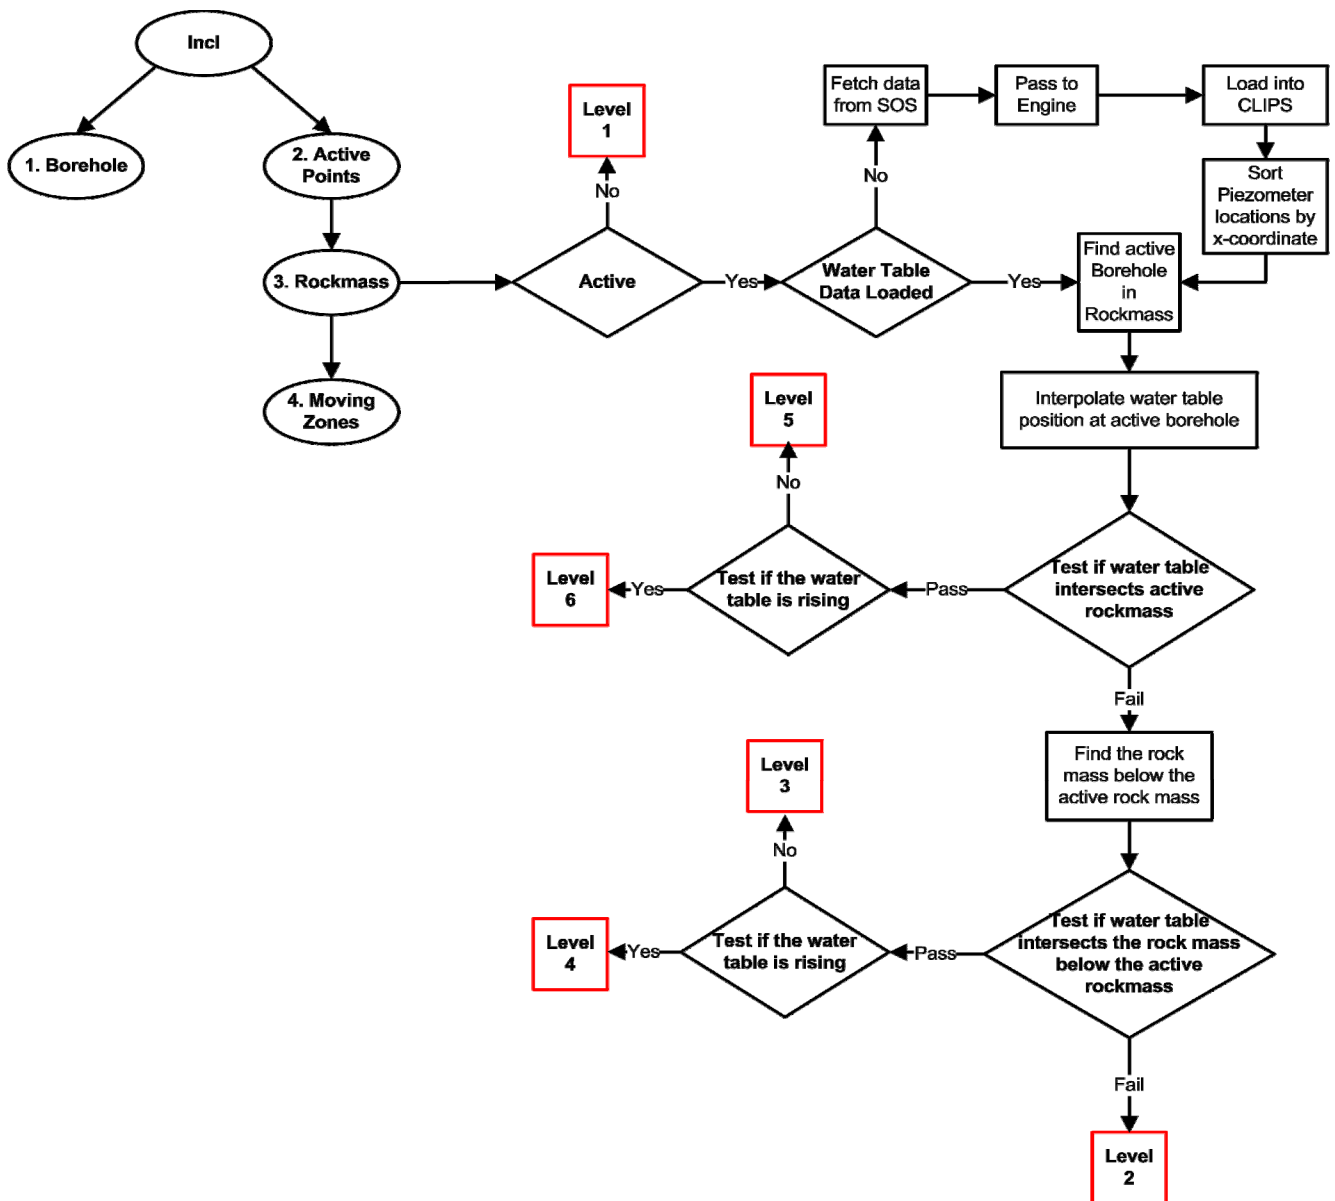 Incl
1. Borehole
2. Active
Points
3. Rockmass
4. Moving
Zones
Level
1
No
Active
Yes
Fetch data
from SOS
Pass to
Engine
Load into
CLIPS
No
Sort
Piezometer
locations by
x-coordinate
Water Table
Data Loaded
Yes
Find active
Borehole
in
Rockmass
Interpolate water table
position at active borehole
Level
5
No
Level
6
Yes
Test if the water
table is rising
Pass
Test if water table
intersects active
rockmass
Fail
Find the rock
mass below the
active rock mass
Level
3
No
Level
4
Yes
Test if the water
table is rising
Pass
Test if water table
intersects the rock mass
below the active
rockmass
Fail
Level
2